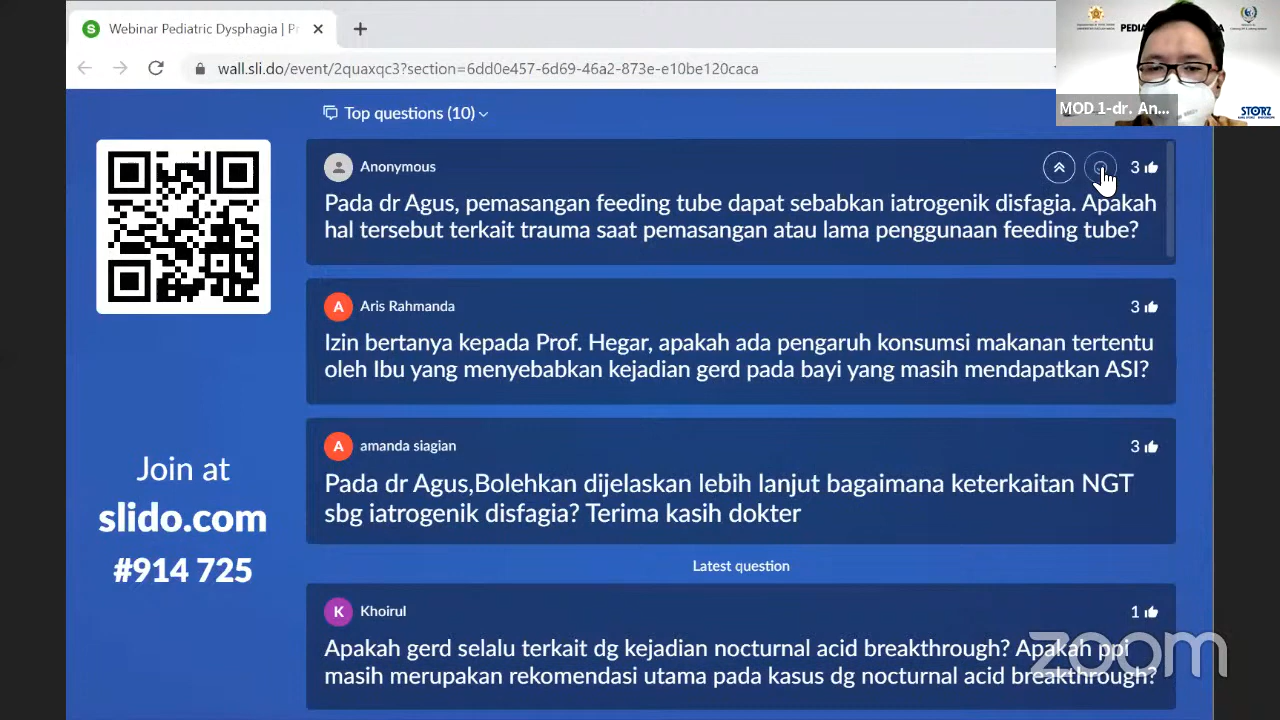 Webinar Pediatric Dysphagia | Pr
wall.sli.do/event/2quaxqc3?section=6dd0e457-6d69-46a2-873e-e10be120caca
PEDIA
MOD 1-dr. An...
STORZ
Top questions (10)
Anonymous
3
Pada dr Agus, pemasangan feeding tube dapat sebabkan iatrogenik disfagia. Apakah
hal tersebut terkait trauma saat pemasangan atau lama penggunaan feeding tube?
A Aris Rahmanda
3
Izin bertanya kepada Prof. Hegar, apakah ada pengaruh konsumsi makanan tertentu
oleh Ibu yang menyebabkan kejadian gerd pada bayi yang masih mendapatkan ASI?
A amanda siagian
3
Pada dr Agus,Bolehkan dijelaskan lebih lanjut bagaimana keterkaitan NGT
sbg iatrogenik disfagia? Terima kasih dokter
Join at
slido.com
#914 725
Latest question
K Khoirul
1
Apakah gerd selalu terkait dg kejadian nocturnal acid breakthrough? Apakah ppi
masih merupakan rekomendasi utama pada kasus dg nocturnal acid breakthrough?
zoom